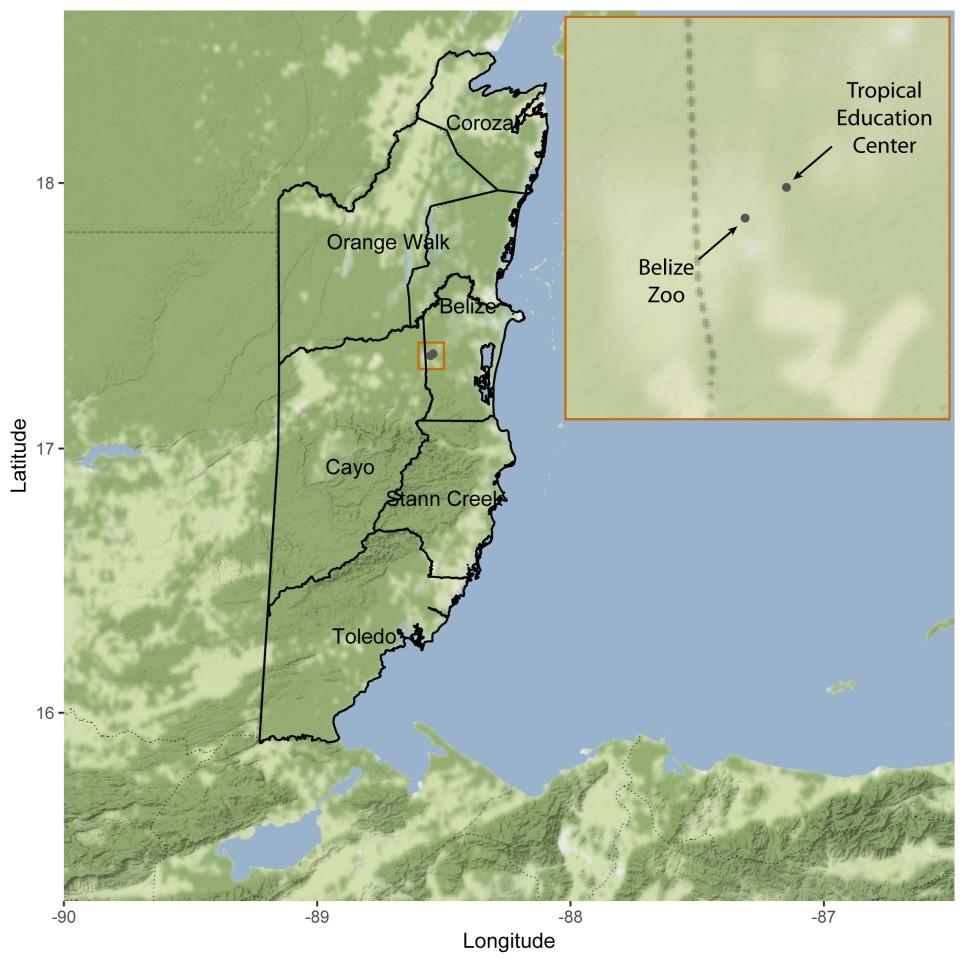 Tropical
Education
Center
Corozal
18
Orange Walk
Belize
Zoo
Belize
Latitude
17
Cayo
Stann Creek
Toledo
16
-90
-89
-88
-87
Longitude